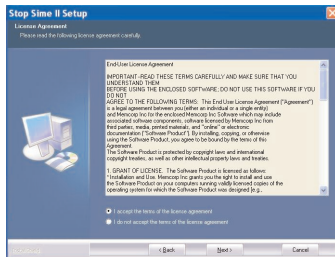 Stop Sime II Setup
License Agreement
Please read the following license agreement carefully.
End-User License Agreement
IMPORTANT-READ THESE TERMS CAREFULLY AND MAKE SURE THAT YOU
UNDERSTAND THEM
BEFORE USING THE ENCLOSED SOFTWARE; DO NOT USE THIS SOFTWARE IF YOU
DO NOT
AGREE TO THE FOLLOWING TERMS: This End User License Agreement ("Agreement")
is a legal agreement between you (either an individual or a single entity)
and Memcorp Inc for the enclosed Memcorp Inc Software which may include
associated software components, software licensed by Memcorp Inc from
third parties, media, printed materials, and "online" or electronic
documentation ("Software Product"). By installing, copying, or otherwise
using the Software Product, you agree to be bound by the terms of this
Agreement.
The Software Product is protected by copyright laws and international
copyright treaties, as well as other intellectual property laws and treaties.
1. GRANT OF LICENSE. The Software Product is licensed as follows:
* Installation and Use. Memcorp Inc grants you the right to install and use
the Software Product on your computers running validly licensed copies of the
operating system for which the Software Product was designed [e.g.,
I accept the terms of the license agreement
I do not accept the terms of the license agreement
< Back
Next >
Cancel